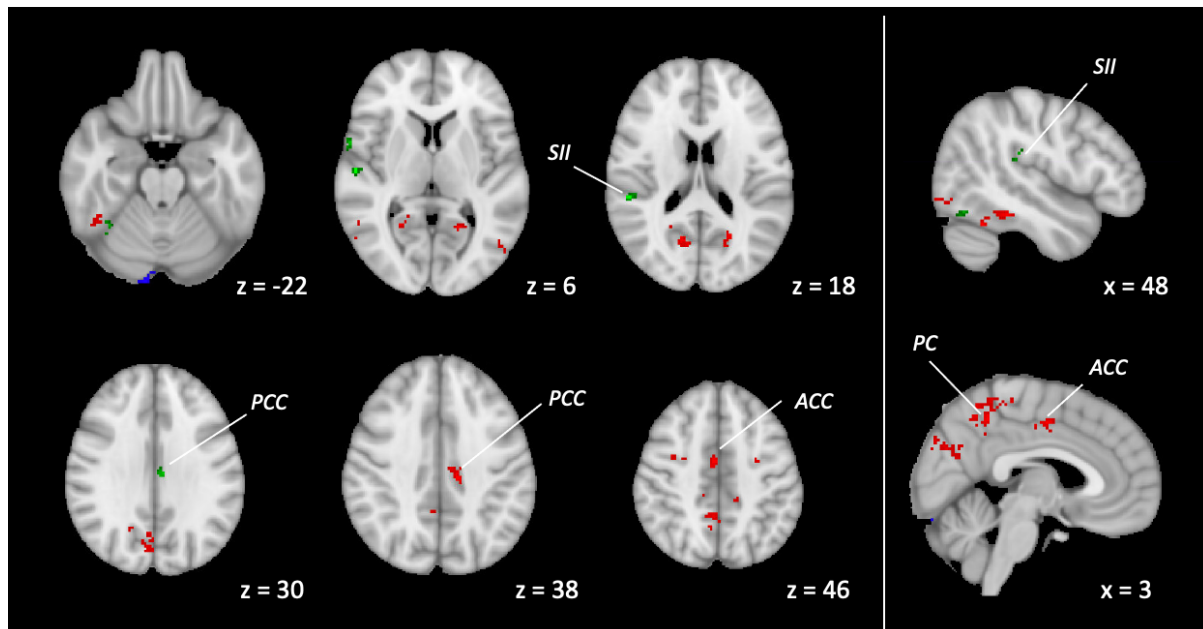 SII
SII
z = -22
z = 6
z = 18
x = 48
PCC
PCC
ACC
PC
ACC
z = 30
z = 38
z = 46
x = 3